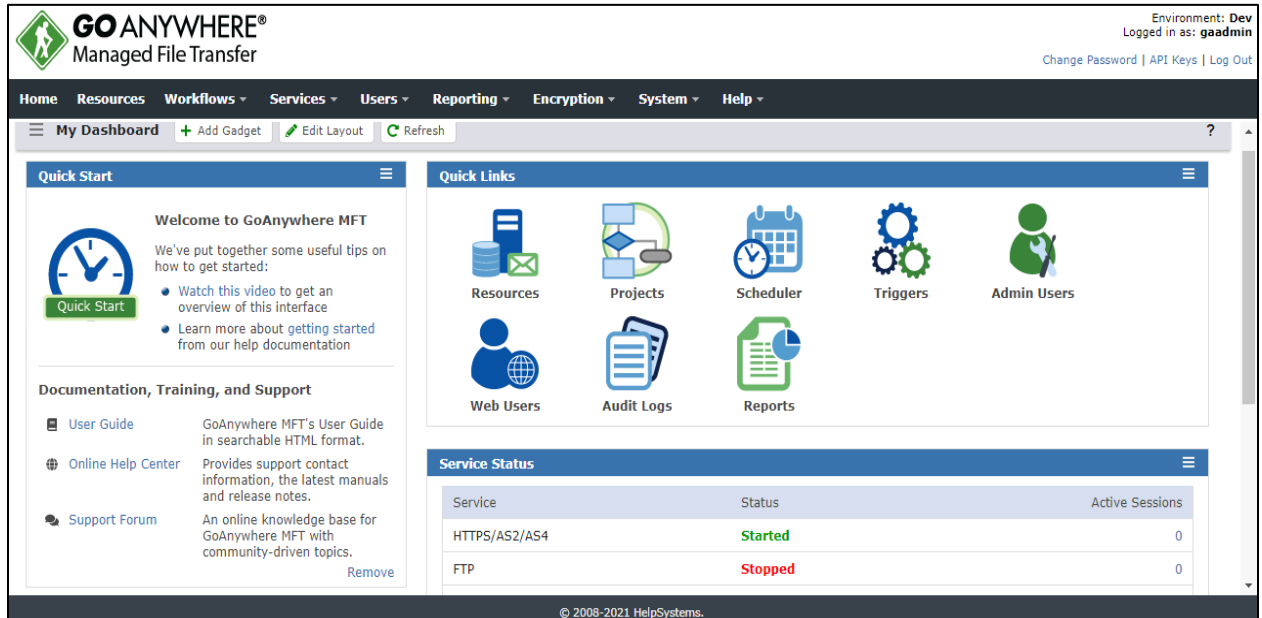 GO ANYWHERE®
Managed File Transfer
Environment: Dev
Logged in as: gaadmin
Change Password | API Keys | Log Out
Home Resources Workflows Services Users Reporting Encryption System Help
My Dashboard + Add Gadget Edit Layout Refresh ?
Quick Start
Welcome to GoAnywhere MFT
We've put together some useful tips on
how to get started:
Watch this video to get an
overview of this interface
Learn more about getting started
from our help documentation
Quick Start
Documentation, Training, and Support
User Guide
GoAnywhere MFT's User Guide
in searchable HTML format.
Online Help Center
Provides support contact
information, the latest manuals
and release notes.
Support Forum
An online knowledge base for
GoAnywhere MFT with
community-driven topics.
Remove
Quick Links
Resources Projects Scheduler Triggers Admin Users
Web Users Audit Logs Reports
Service Status
Service Status Active Sessions
HTTPS/AS2/AS4 Started 0
FTP Stopped 0
© 2008-2021 HelpSystems.